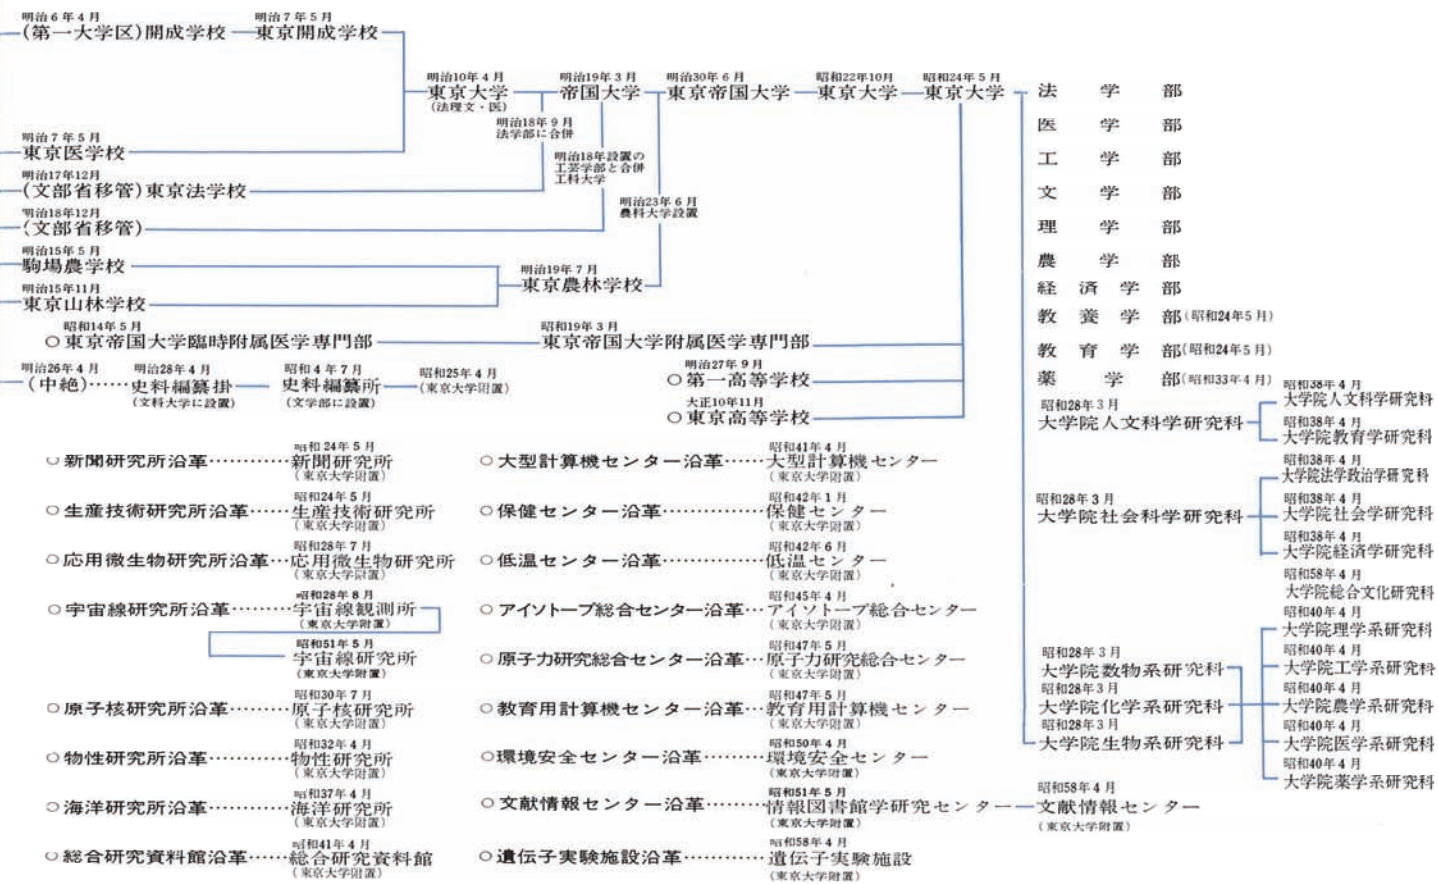 明治6年4月
(第一大学区)開成学校
明治7年5月
東京開成学校
明治10年4月
東京大学
(法理文・医)
明治19年3月
帝国大学
明治30年6月
東京帝国大学
昭和22年10月
東京大学
昭和24年5月
東京大学
明治18年9月
法学部に合併
明治18年設置の
工芸学部と合併
工科大学
明治23年6月
農科大学設置
明治7年5月
東京医学校
明治17年12月
(文部省移管)東京法学校
明治18年12月
(文部省移管)
明治15年5月
駒場農学校
明治15年11月
東京山林学校
明治19年7月
東京農林学校
昭和14年5月
○東京帝国大学臨時附属医学専門部
昭和19年3月
東京帝国大学附属医学専門部
明治26年4月
(中絶)……
明治28年4月
史料編纂掛
(文科大学に設置)
昭和4年7月
史料編纂所
(文学部に設置)
昭和25年4月
(東京大学附置)
明治27年9月
○第一高等学校
大正10年11月
○東京高等学校
法学部
医学部
工学部
文学部
理学部
農学部
経済学部
教養学部(昭和24年5月)
教育学部(昭和24年5月)
薬学部(昭和33年4月)
昭和28年3月
大学院人文科学研究科
昭和38年4月
大学院人文科学研究科
昭和38年4月
大学院教育学研究科
昭和28年3月
大学院社会科学研究科
昭和38年4月
大学院法学政治学研究科
昭和38年4月
大学院社会学研究科
昭和38年4月
大学院経済学研究科
昭和58年4月
大学院総合文化研究科
昭和28年3月
大学院数物系研究科
昭和28年3月
大学院化学系研究科
昭和28年3月
大学院生物系研究科
昭和40年4月
大学院理学系研究科
昭和40年4月
大学院工学系研究科
昭和40年4月
大学院農学系研究科
昭和40年4月
大学院医学系研究科
昭和40年4月
大学院薬学系研究科
昭和24年5月
○新聞研究所沿革…………新聞研究所
(東京大学附置)
昭和24年5月
○生産技術研究所沿革……生産技術研究所
(東京大学附置)
昭和28年7月
○応用微生物研究所沿革…応用微生物研究所
(東京大学附置)
昭和28年8月
○宇宙線研究所沿革………宇宙線観測所
(東京大学附置)
昭和51年5月
宇宙線研究所
(東京大学附置)
昭和30年7月
○原子核研究所沿革………原子核研究所
(東京大学附置)
昭和32年4月
○物性研究所沿革…………物性研究所
(東京大学附置)
昭和37年4月
○海洋研究所沿革…………海洋研究所
(東京大学附置)
昭和41年4月
○総合研究資料館沿革……総合研究資料館
(東京大学附置)
昭和41年4月
○大型計算機センター沿革……大型計算機センター
(東京大学附置)
昭和42年1月
○保健センター沿革…………保健センター
(東京大学附置)
昭和42年6月
○低温センター沿革…………低温センター
(東京大学附置)
昭和45年4月
○アイソトープ総合センター沿革…アイソトープ総合センター
(東京大学附置)
昭和47年5月
○原子力研究総合センター沿革…原子力研究総合センター
(東京大学附置)
昭和47年5月
○教育用計算機センター沿革…教育用計算機センター
(東京大学附置)
昭和50年4月
○環境安全センター沿革……環境安全センター
(東京大学附置)
昭和51年5月
○文献情報センター沿革………情報図書館学研究センター
(東京大学附置)
昭和58年4月
文献情報センター
(東京大学附置)
昭和58年4月
○遺伝子実験施設沿革…………遺伝子実験施設
(東京大学附置)